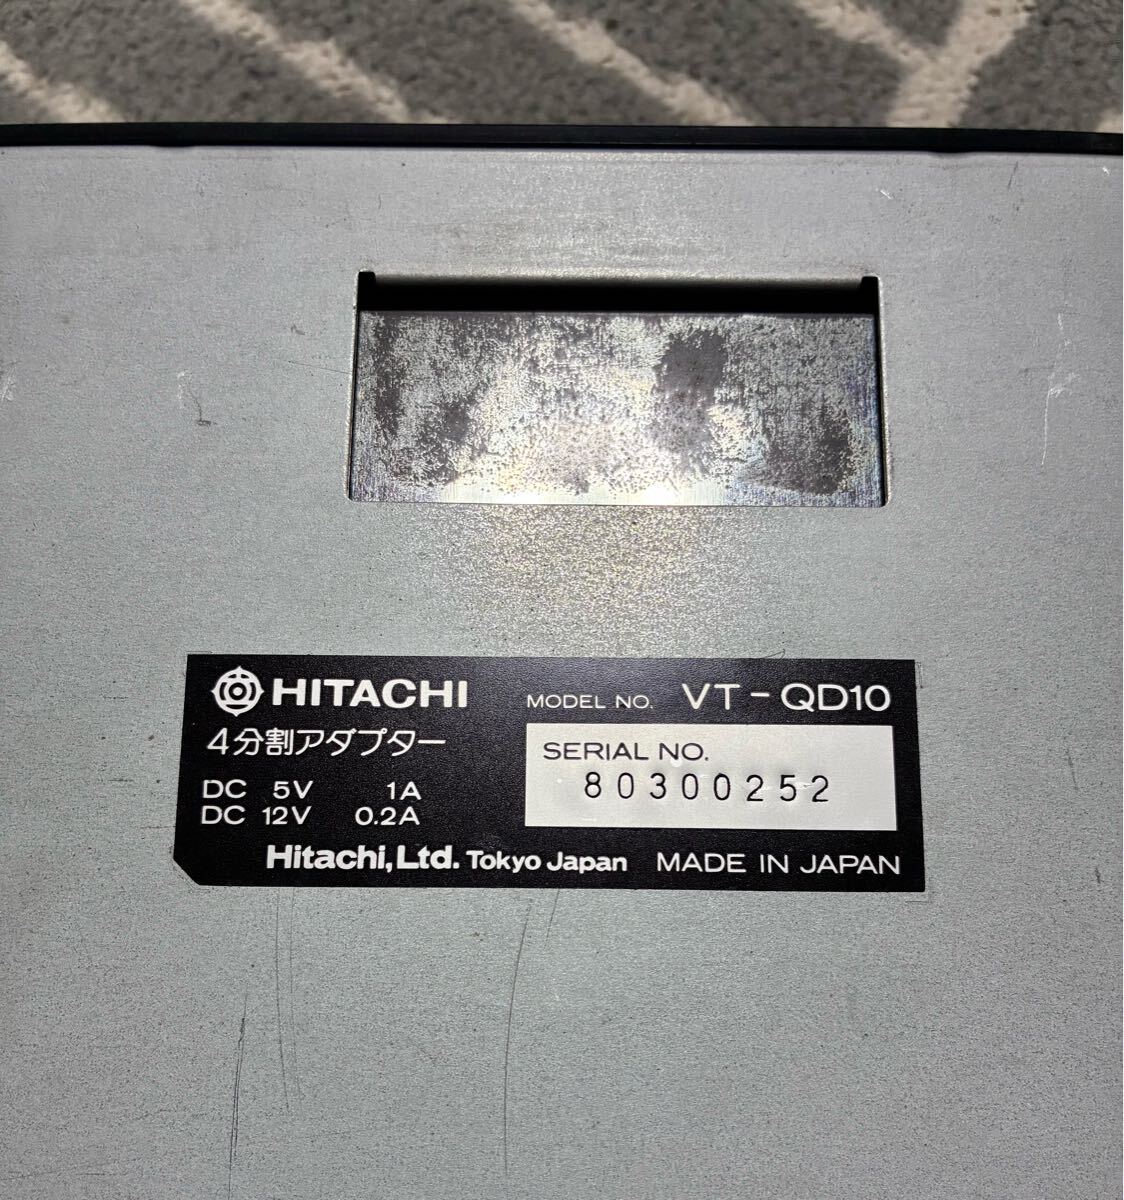 HITACHI
MODEL NO. VT-QD10
4分割アダプター
SERIAL NO.
80300252
DC 5V 1A
DC 12V 0.2A
Hitachi, Ltd. Tokyo Japan MADE IN JAPAN